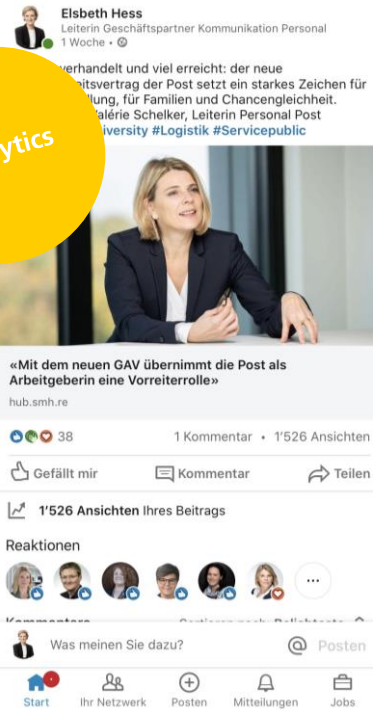 Elsbeth Hess
Leiterin Geschäftspartner Kommunikation Personal
1 Woche •
verhandelt und viel erreicht: der neue
itsvertrag der Post setzt ein starkes Zeichen für
llung, für Familien und Chancengleichheit.
alérie Schelker, Leiterin Personal Post
iversity #Logistik #Servicepublic
ytics
«Mit dem neuen GAV übernimmt die Post als
Arbeitgeberin eine Vorreiterrolle»
hub.smh.re
38 1 Kommentar • 1'526 Ansichten
Gefällt mir Kommentar Teilen
1'526 Ansichten Ihres Beitrags
Reaktionen
...
Kommentare Sortieren nach: Beliebteste
Was meinen Sie dazu? @ Posten
Start Ihr Netzwerk Posten Mitteilungen Jobs